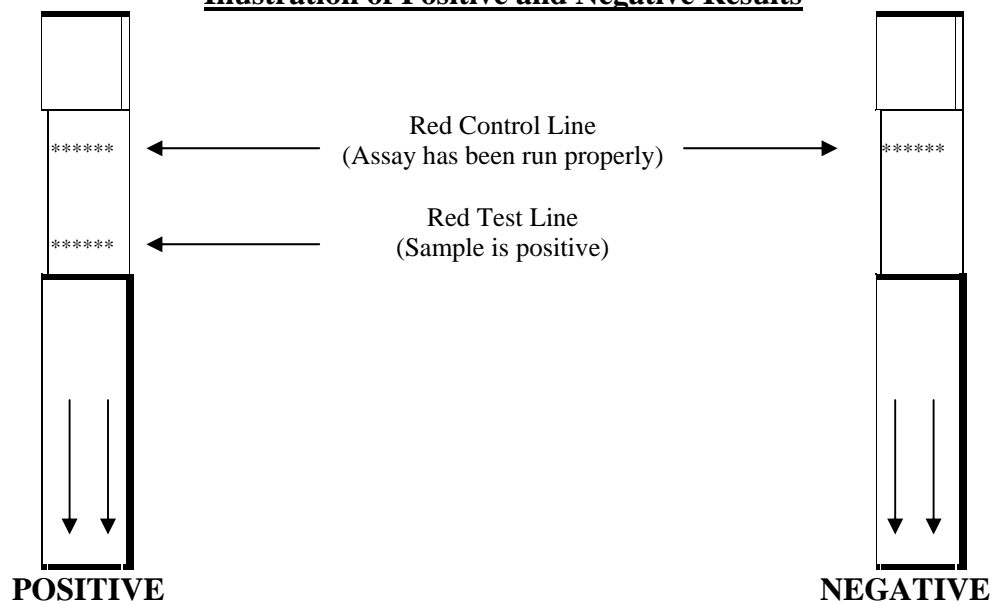 Illustration of Positive and Negative Results
Red Control Line
(Assay has been run properly)
******
******
Red Test Line
(Sample is positive)
******
POSITIVE
NEGATIVE